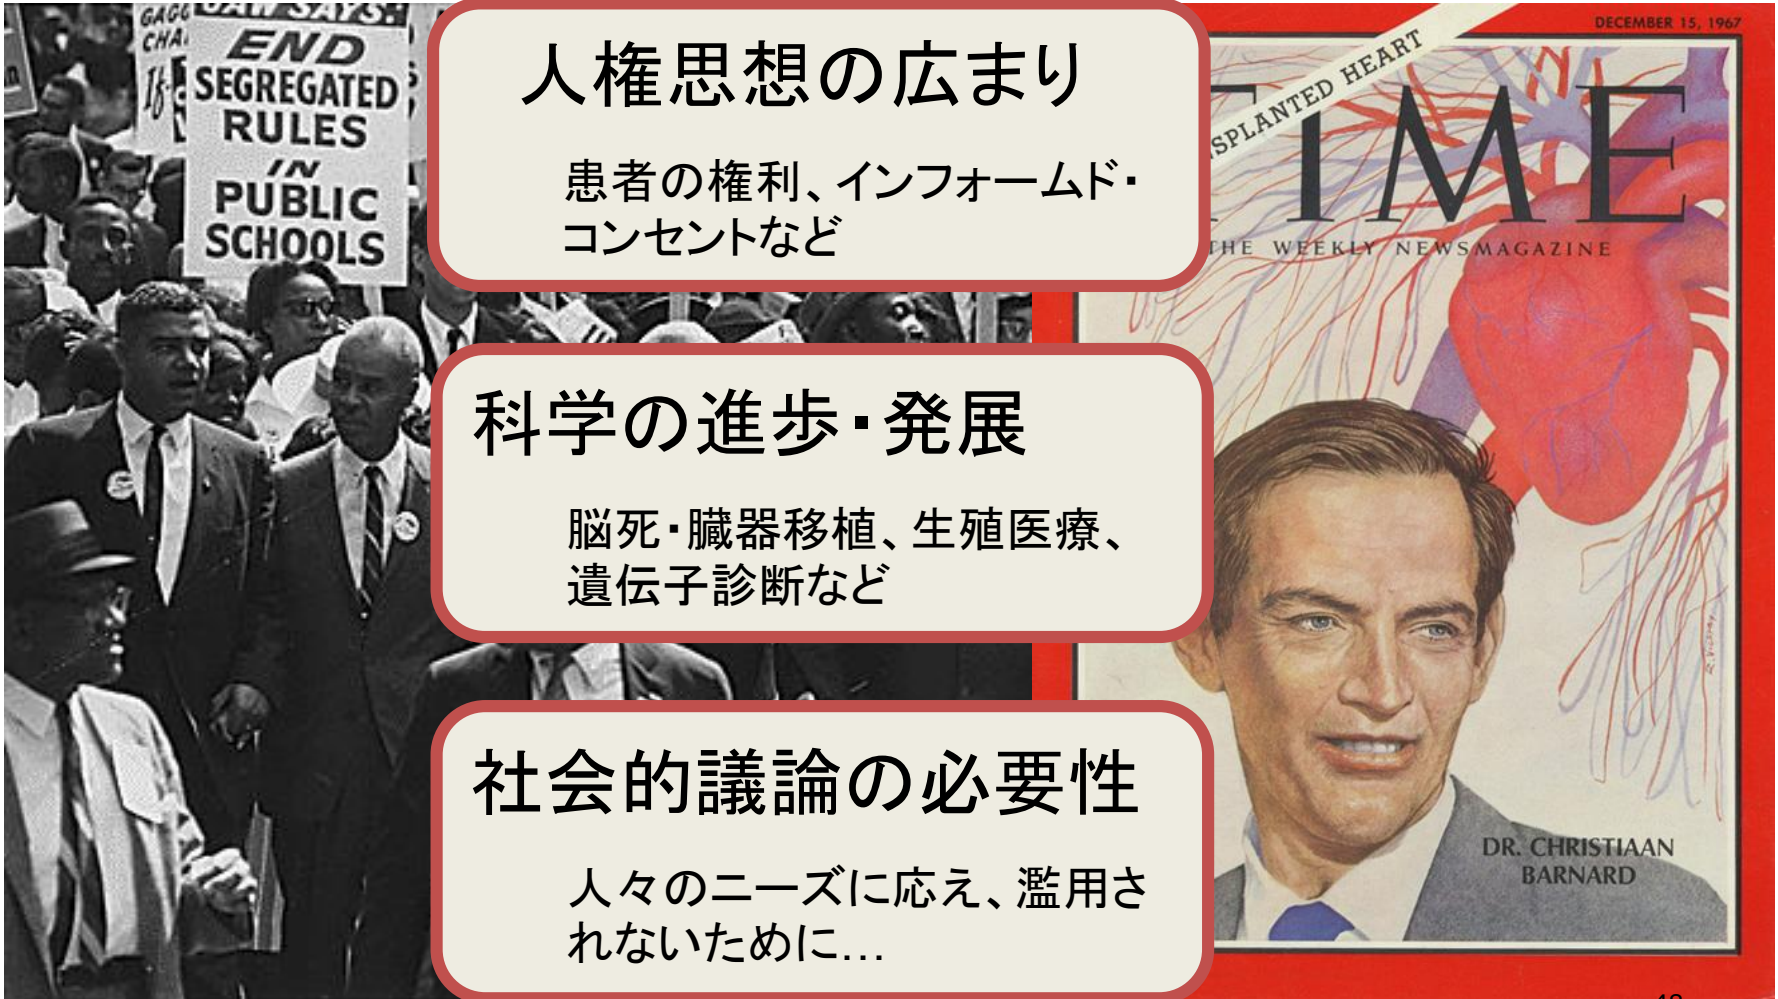 END
SEGREGATED
RULES
IN
PUBLIC
SCHOOLS
人権思想の広まり
患者の権利、インフォームド・
コンセントなど
科学の進歩・発展
脳死・臓器移植、生殖医療、
遺伝子診断など
社会的議論の必要性
人々のニーズに応え、濫用さ
れないために…
DECEMBER 15, 1967
HEART
TIME
THE WEEKLY NEWSMAGAZINE
DR. CHRISTIAAN
BARNARD